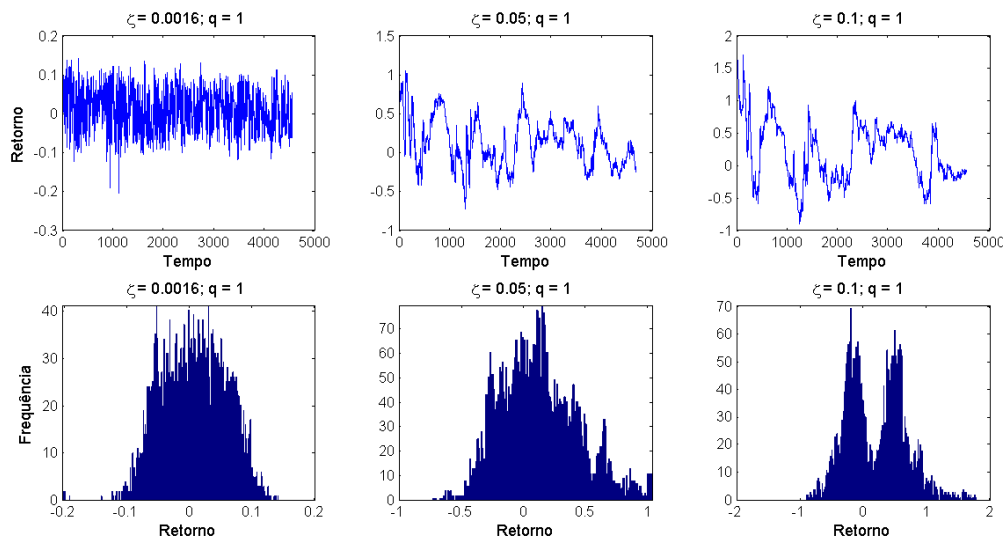 ζ = 0.0016; q = 1
ζ = 0.05; q = 1
ζ = 0.1; q = 1
Retorno
0.2
0.1
0
-0.1
-0.2
-0.3
0 1000 2000 3000 4000 5000
Tempo
1.5
1
0.5
0
-0.5
-1
0 1000 2000 3000 4000 5000
Tempo
2
1.5
1
0.5
0
-0.5
-1
0 1000 2000 3000 4000 5000
Tempo
ζ = 0.0016; q = 1
ζ = 0.05; q = 1
ζ = 0.1; q = 1
Frequência
40
30
20
10
0
-0.2 -0.1 0 0.1 0.2
Retorno
70
60
50
40
30
20
10
0
-1 -0.5 0 0.5 1
Retorno
70
60
50
40
30
20
10
0
-2 -1 0 1 2
Retorno